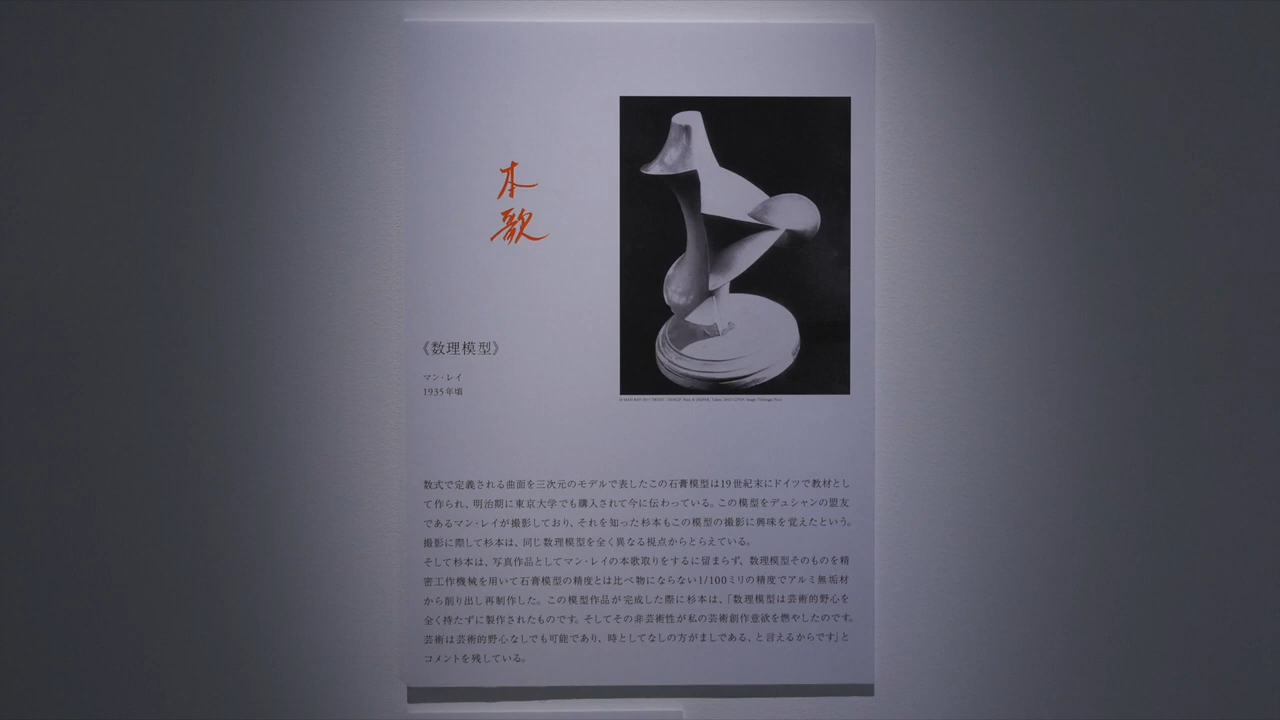 本
歌
《数理模型》
マン・レイ
1935年頃
数式で定義される曲面を三次元のモデルで表したこの石膏模型は19世紀末にドイツで教材とし
て作られ、明治期に東京大学でも購入されて今に伝わっている。この模型をデュシャンの盟友
であるマン・レイが撮影しており、それを知った杉本もこの模型の撮影に興味を覚えたという。
撮影に際して杉本は、同じ数理模型を全く異なる視点からとらえている。
そして杉本は、写真作品としてマン・レイの本歌取りをするに留まらず、数理模型そのものを精
密工作機械を用いて石膏模型の精度とは比べ物にならない1/100ミリの精度でアルミ無垢材
から削り出し再制作した。この模型作品が完成した際に杉本は、「数理模型は芸術的野心を
全く持たずに製作されたものです。そしてその非芸術性が私の芸術創作意欲を燃やしたのです。
芸術は芸術的野心なしでも可能であり、時としてなしの方がましである、と言えるからです」と
コメントを残している。